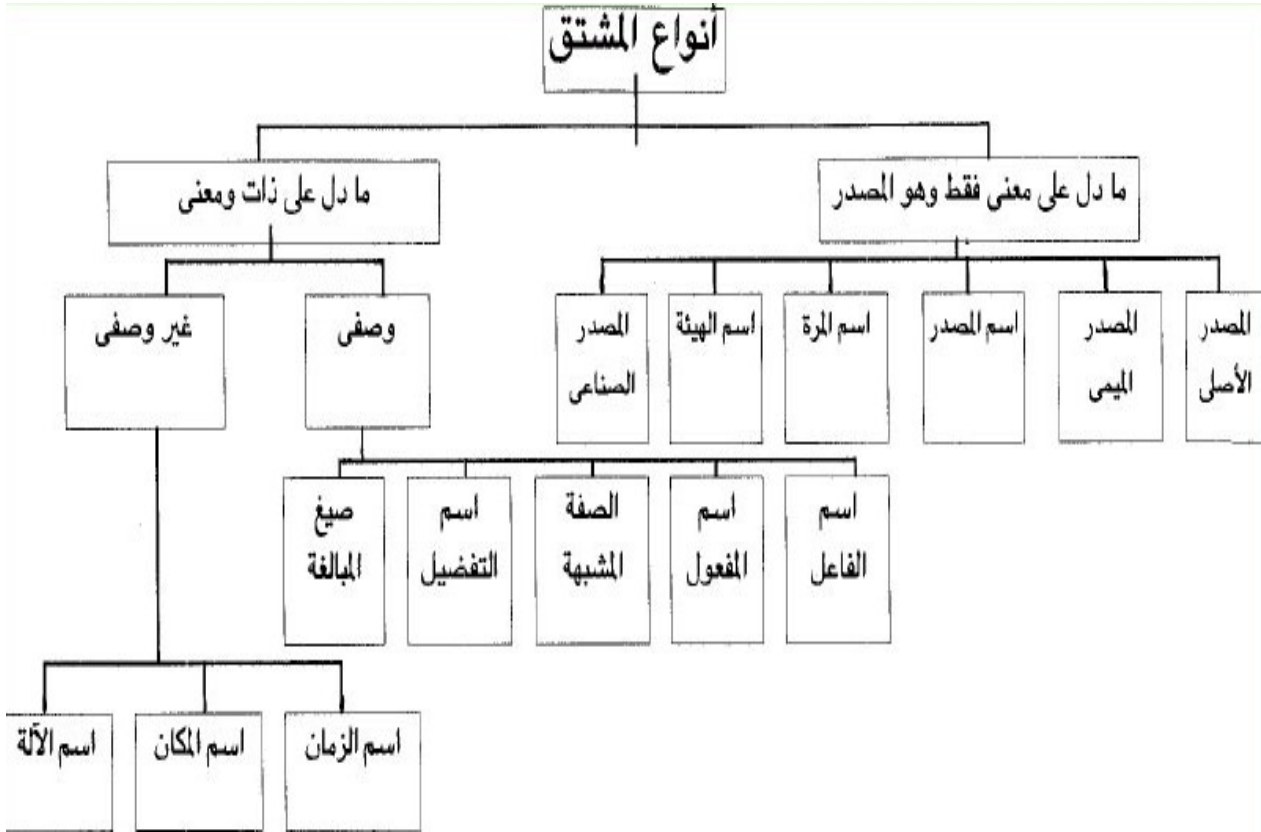 أنواع المشتق
ما دل على معنى فقط وهو المصدر
ما دل على ذات ومعنى
المصدر
الأصلى
المصدر
الميمى
اسم المصدر
اسم المرة
اسم الهيئة
المصدر
الصناعى
وصفى
غير وصفى
اسم
الفاعل
اسم
المفعول
الصفة
المشبهة
اسم
التفضيل
صيغ
المبالغة
اسم الزمان
اسم المكان
اسم الآلة